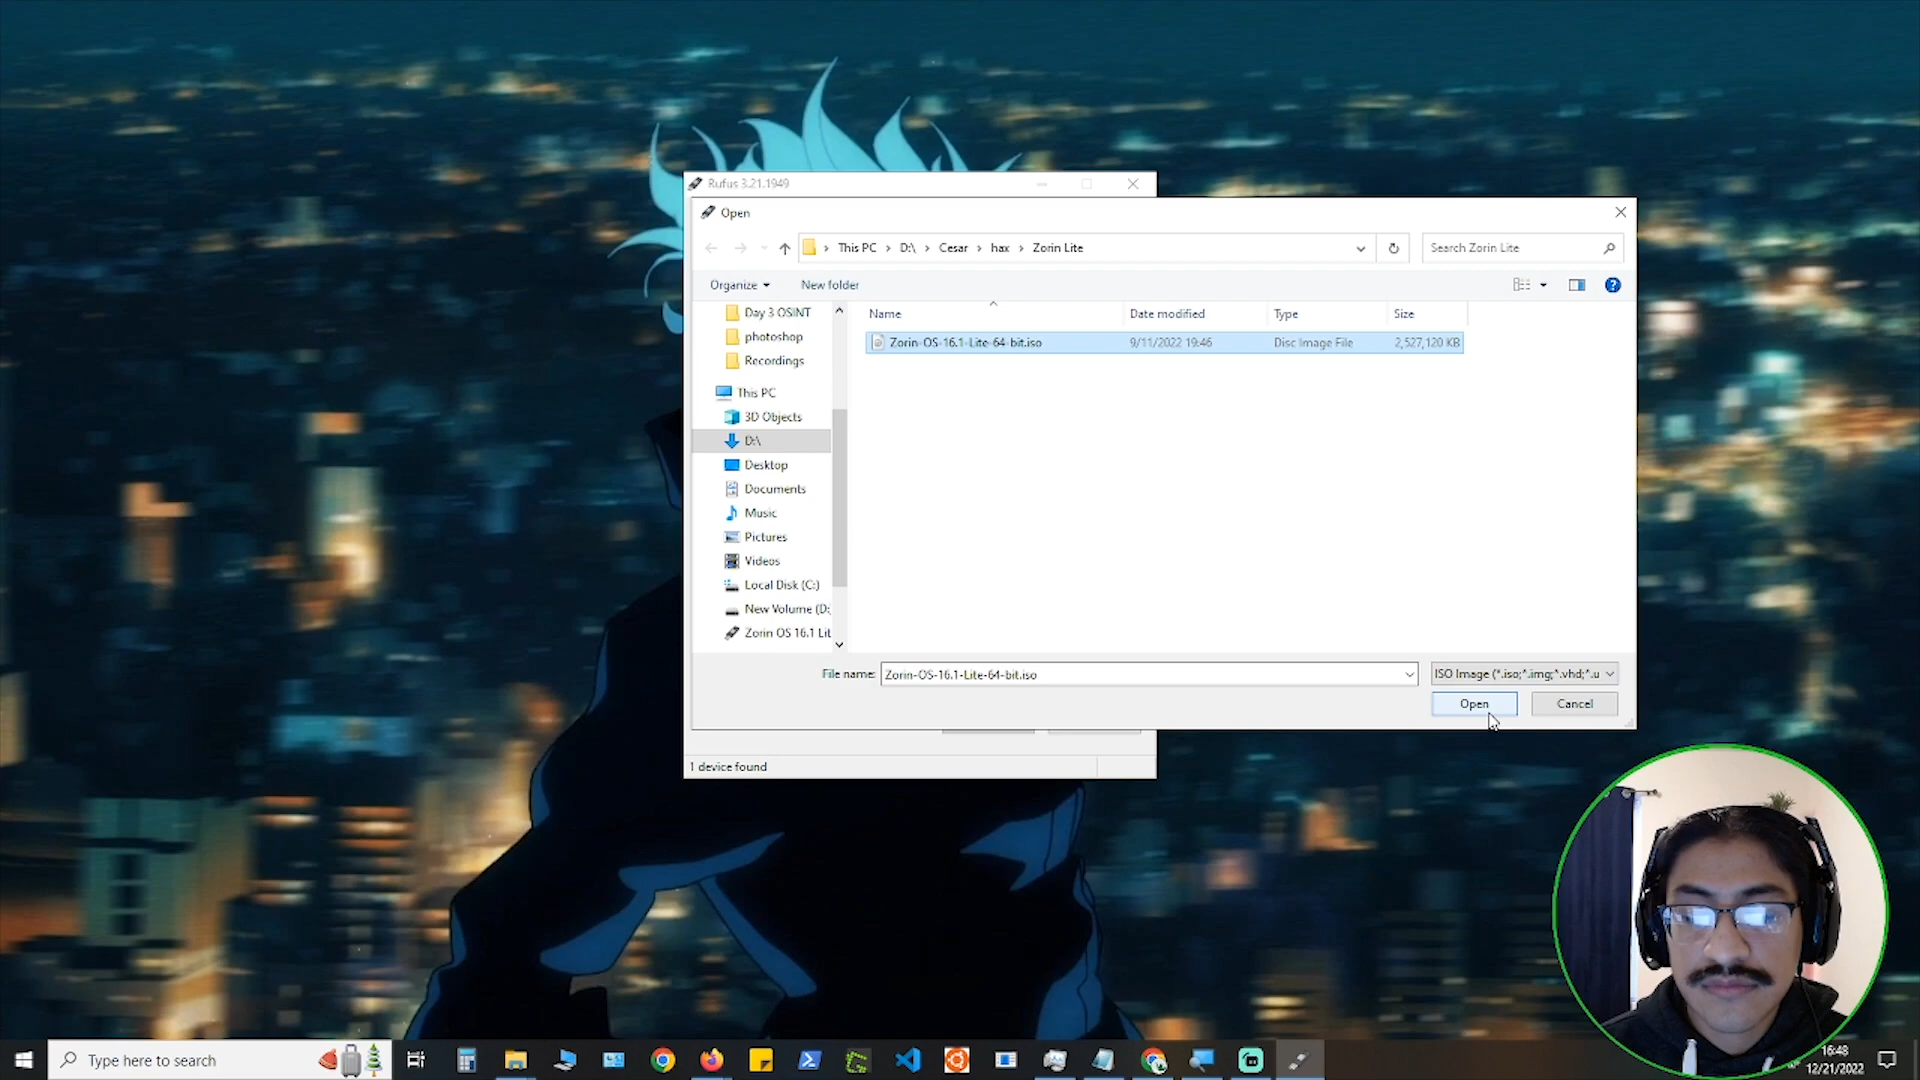 Rufus 3.21.1949
Open
This PC > D:\ > Cesar > hax > Zorin Lite
Search Zorin Lite
Organize
New folder
Name
Date modified
Type
Size
Zorin-OS-16.1-Lite-64-bit.iso
9/11/2022 19:46
Disc Image File
2,527,120 KB
Day 3 OSINT
photoshop
Recordings
This PC
3D Objects
D:\
Desktop
Documents
Music
Pictures
Videos
Local Disk (C:)
New Volume (D:
Zorin OS 16.1 Lit
File name:
Zorin-OS-16.1-Lite-64-bit.iso
ISO Image (*.iso;*.img;*.vhd;*.u
Open
Cancel
1 device found
Type here to search
16:48
12/21/2022